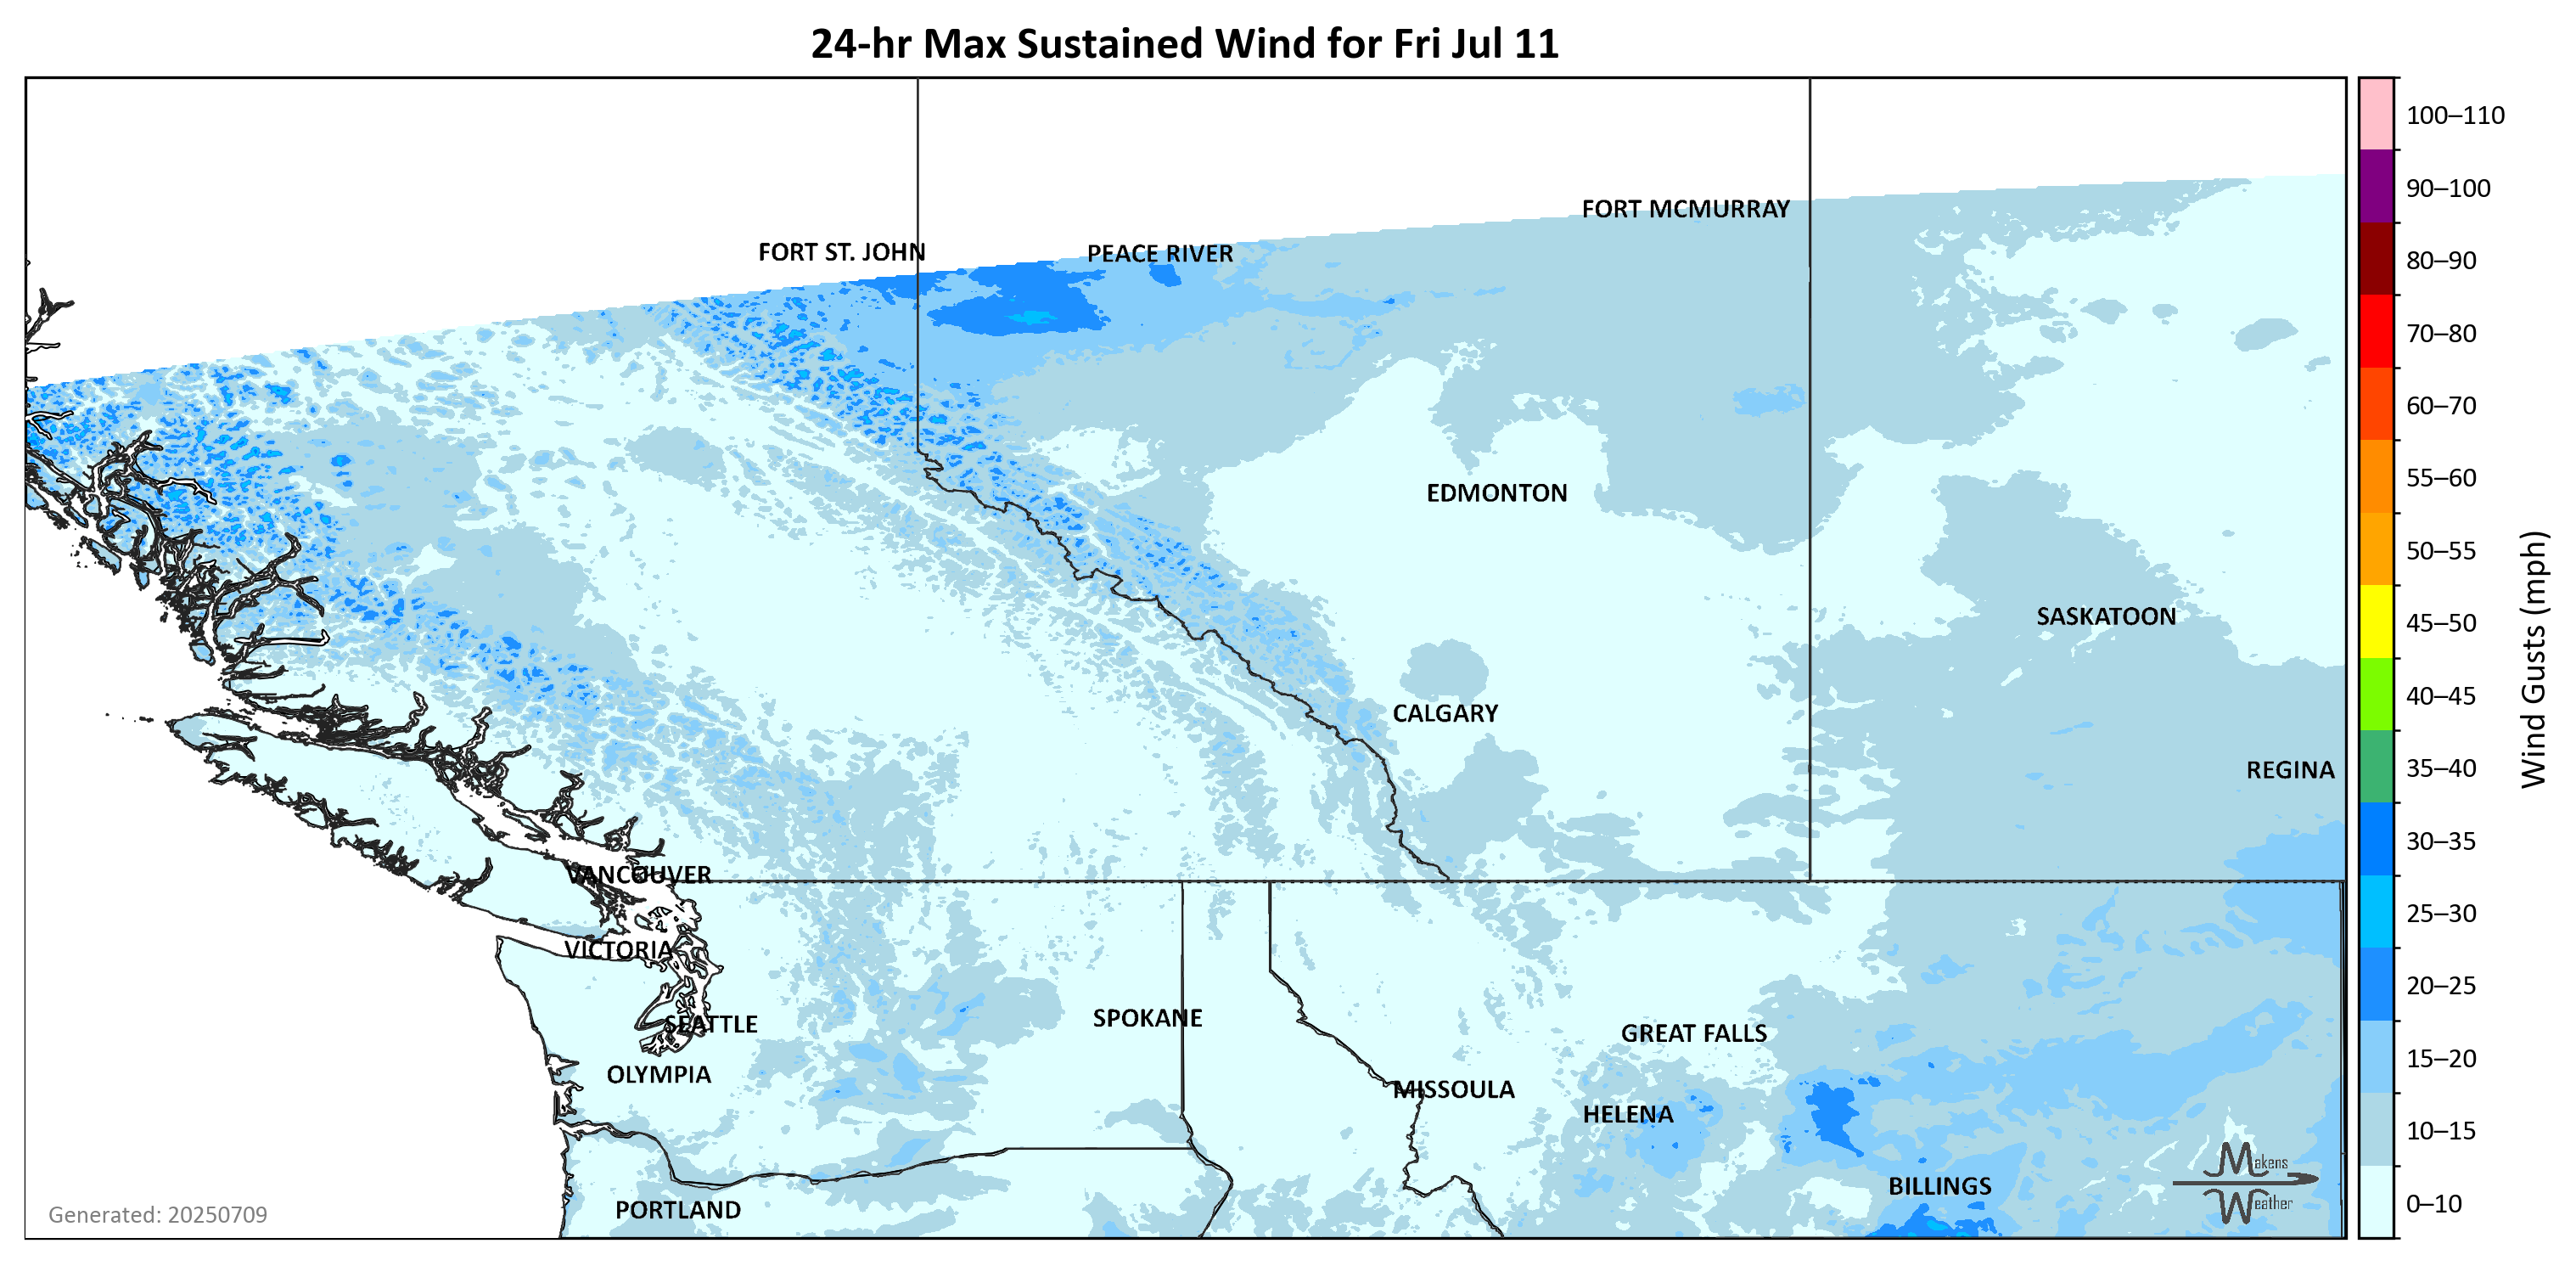 24-hr Max Sustained Wind for Fri Jul 11
FORT MCMURRAY
FORT ST. JOHN
PEACE RIVER
EDMONTON
SASKATOON
CALGARY
REGINA
VANCOUVER
VICTORIA
SEATTLE
SPOKANE
GREAT FALLS
OLYMPIA
MISSOULA
HELENA
BILLINGS
PORTLAND
Generated: 20250709
Makens
Weather
100–110
90–100
80–90
70–80
60–70
55–60
50–55
45–50
40–45
35–40
30–35
25–30
20–25
15–20
10–15
0–10
Wind Gusts (mph)